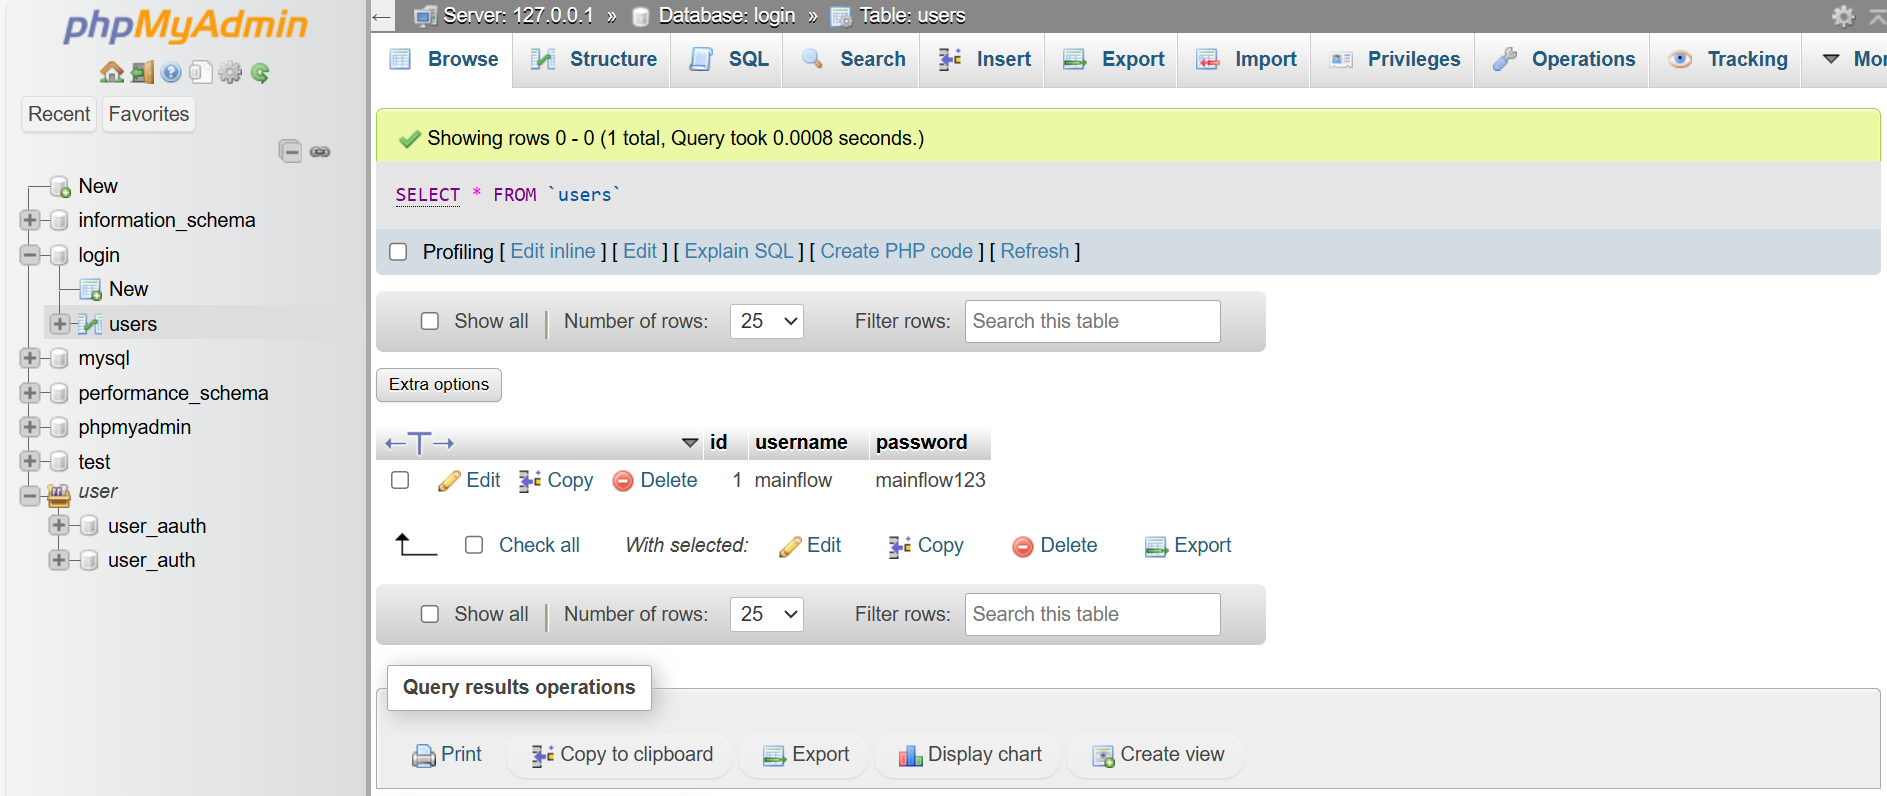 phpMyAdmin
Recent Favorites
New
information_schema
login
New
users
mysql
performance_schema
phpmyadmin
test
user
user_aauth
user_auth
Server: 127.0.0.1 » Database: login » Table: users
Browse Structure SQL Search Insert Export Import Privileges Operations Tracking Mor
Showing rows 0 - 0 (1 total, Query took 0.0008 seconds.)
SELECT * FROM `users`
Profiling [ Edit inline ] [ Edit ] [ Explain SQL ] [ Create PHP code ] [ Refresh ]
Show all | Number of rows: 25 Filter rows: Search this table
Extra options
←T→ id username password
Edit Copy Delete 1 mainflow mainflow123
Check all With selected: Edit Copy Delete Export
Show all | Number of rows: 25 Filter rows: Search this table
Query results operations
Print Copy to clipboard Export Display chart Create view